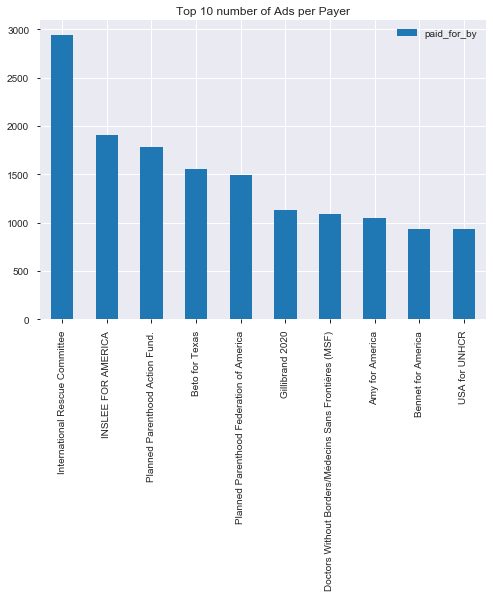 Top 10 number of Ads per Payer
paid_for_by
3000
2500
2000
1500
1000
500
0
International Rescue Committee
INSLEE FOR AMERICA
Planned Parenthood Action Fund.
Beto for Texas
Planned Parenthood Federation of America
Gillibrand 2020
Doctors Without Borders/Médecins Sans Frontières (MSF)
Amy for America
Bennet for America
USA for UNHCR